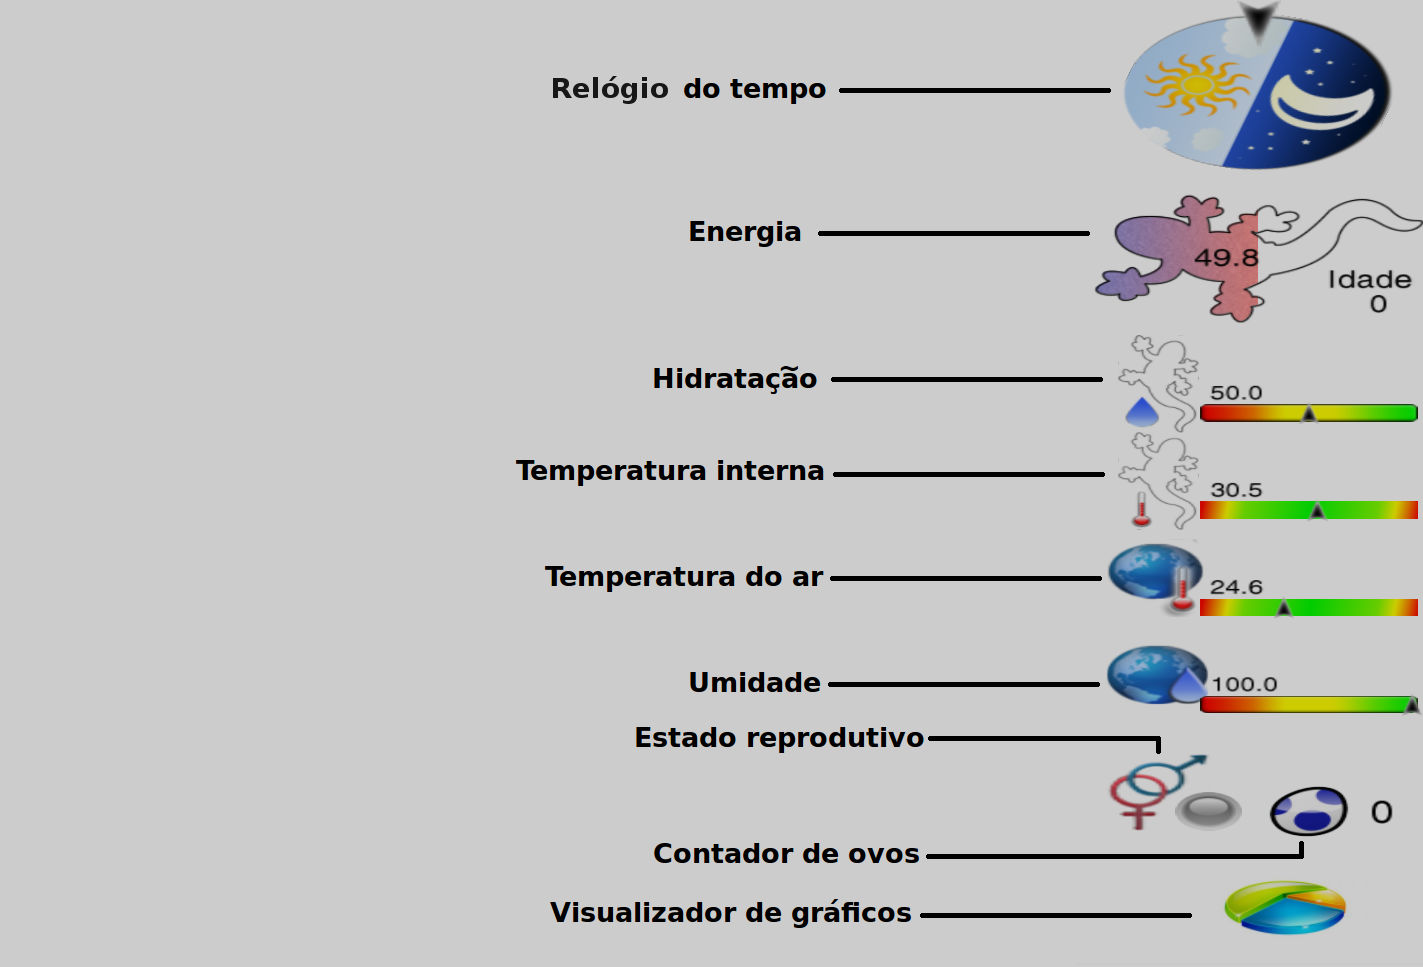 Relógio do tempo
Energia
49.8
Idade
0
Hidratação
50.0
Temperatura interna
30.5
Temperatura do ar
24.6
Umidade
100.0
Estado reprodutivo
0
Contador de ovos
Visualizador de gráficos